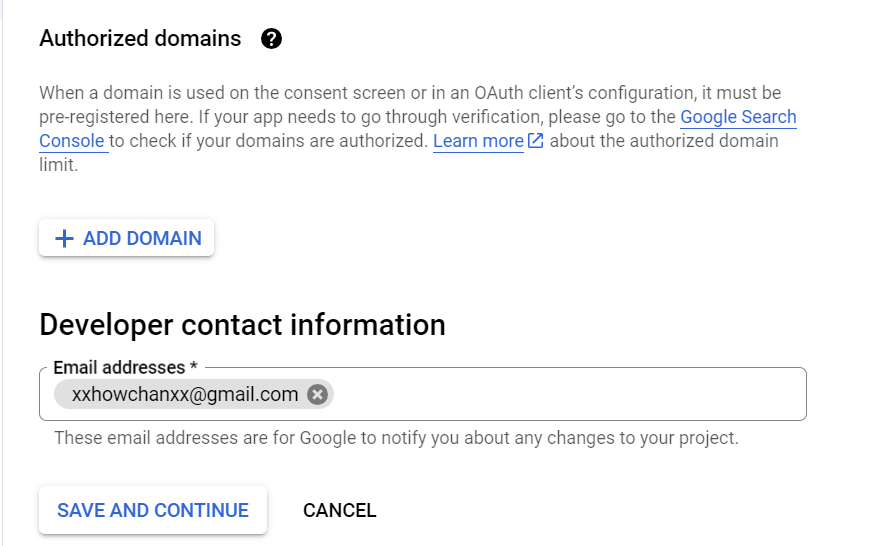 Authorized domains
When a domain is used on the consent screen or in an OAuth client's configuration, it must be
pre-registered here. If your app needs to go through verification, please go to the Google Search
Console to check if your domains are authorized. Learn more about the authorized domain
limit.
+ ADD DOMAIN
Developer contact information
Email addresses *
xxhowchanxx@gmail.com
These email addresses are for Google to notify you about any changes to your project.
SAVE AND CONTINUE CANCEL